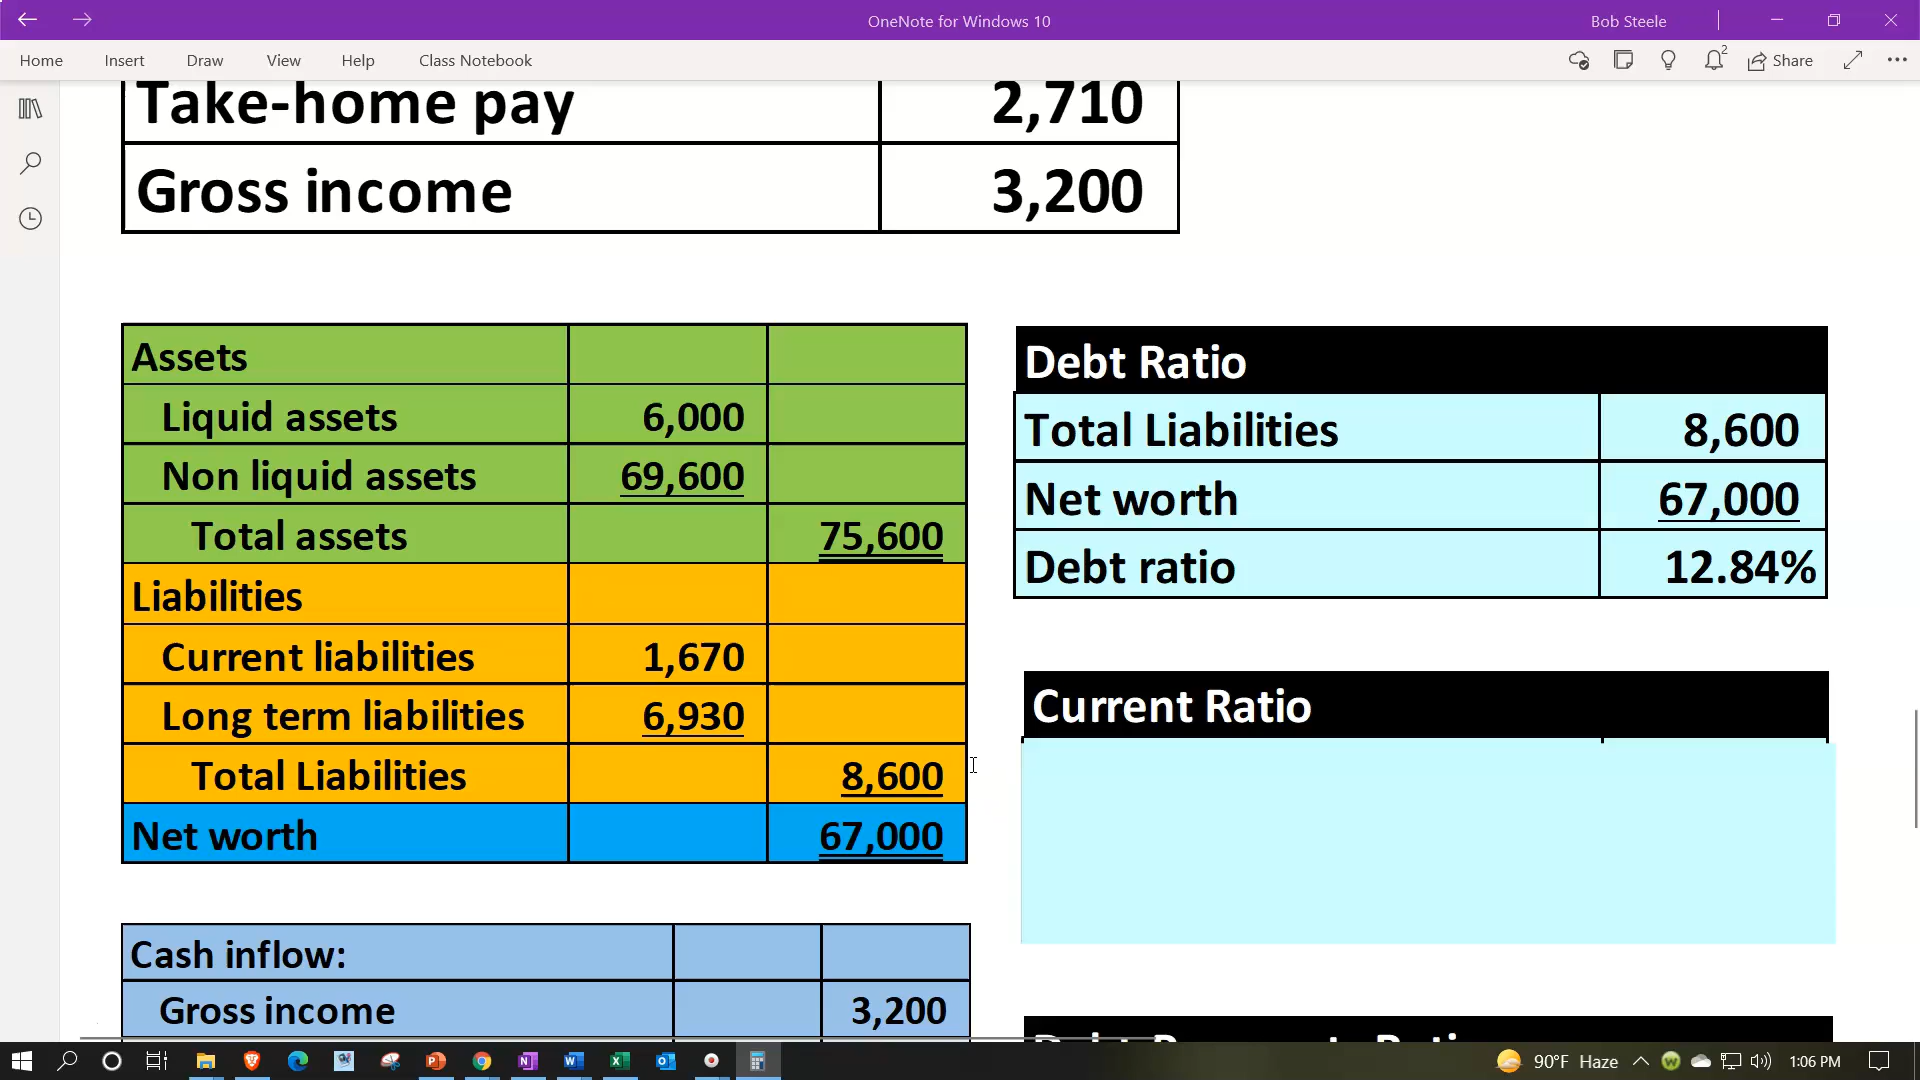 OneNote for Windows 10
Bob Steele
Home Insert Draw View Help Class Notebook
2
Share
Take-home pay 2,710
Gross income 3,200
Assets
Liquid assets 6,000
Non liquid assets 69,600
Total assets 75,600
Liabilities
Current liabilities 1,670
Long term liabilities 6,930
Total Liabilities 8,600
Net worth 67,000
Debt Ratio
Total Liabilities 8,600
Net worth 67,000
Debt ratio 12.84%
Current Ratio
Cash inflow:
Gross income 3,200
90°F Haze
1:06 PM